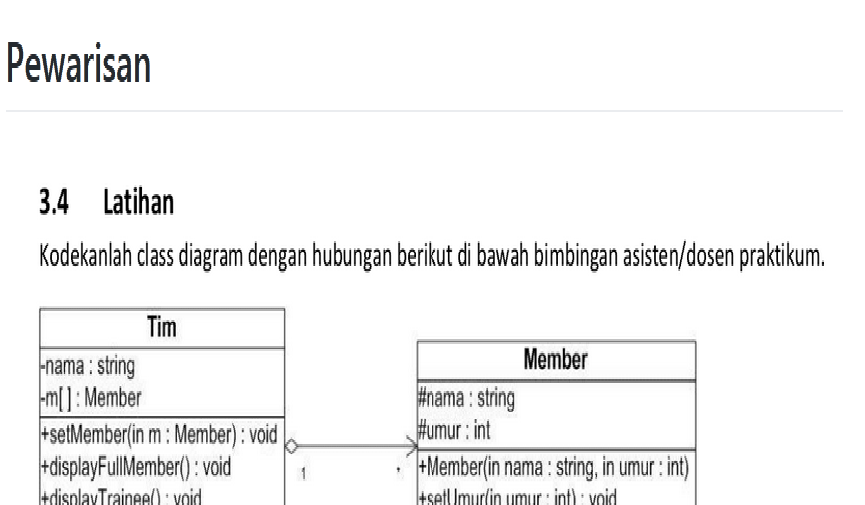 Pewarisan
3.4 Latihan
Kodekanlah class diagram dengan hubungan berikut di bawah bimbingan asisten/dosen praktikum.
Tim
-nama : string
-m[ ] : Member
+setMember(in m : Member) : void
+displayFullMember() : void
+displayTrainee() : void
1
*
Member
#nama : string
#umur : int
+Member(in nama : string, in umur : int)
+setUmur(in umur : int) : void